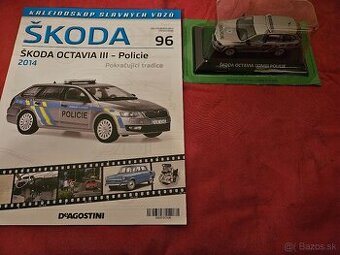 KALEIDOSKOP SLAVNÝCH VOZŮ
ŠKODA
96
ŠKODA OCTAVIA III – Policie
2014
Pokračující tradice
POLICIE
DeAGOSTINI
ŠKODA OCTAVIA COMBI POLICIE
Bazos.sk